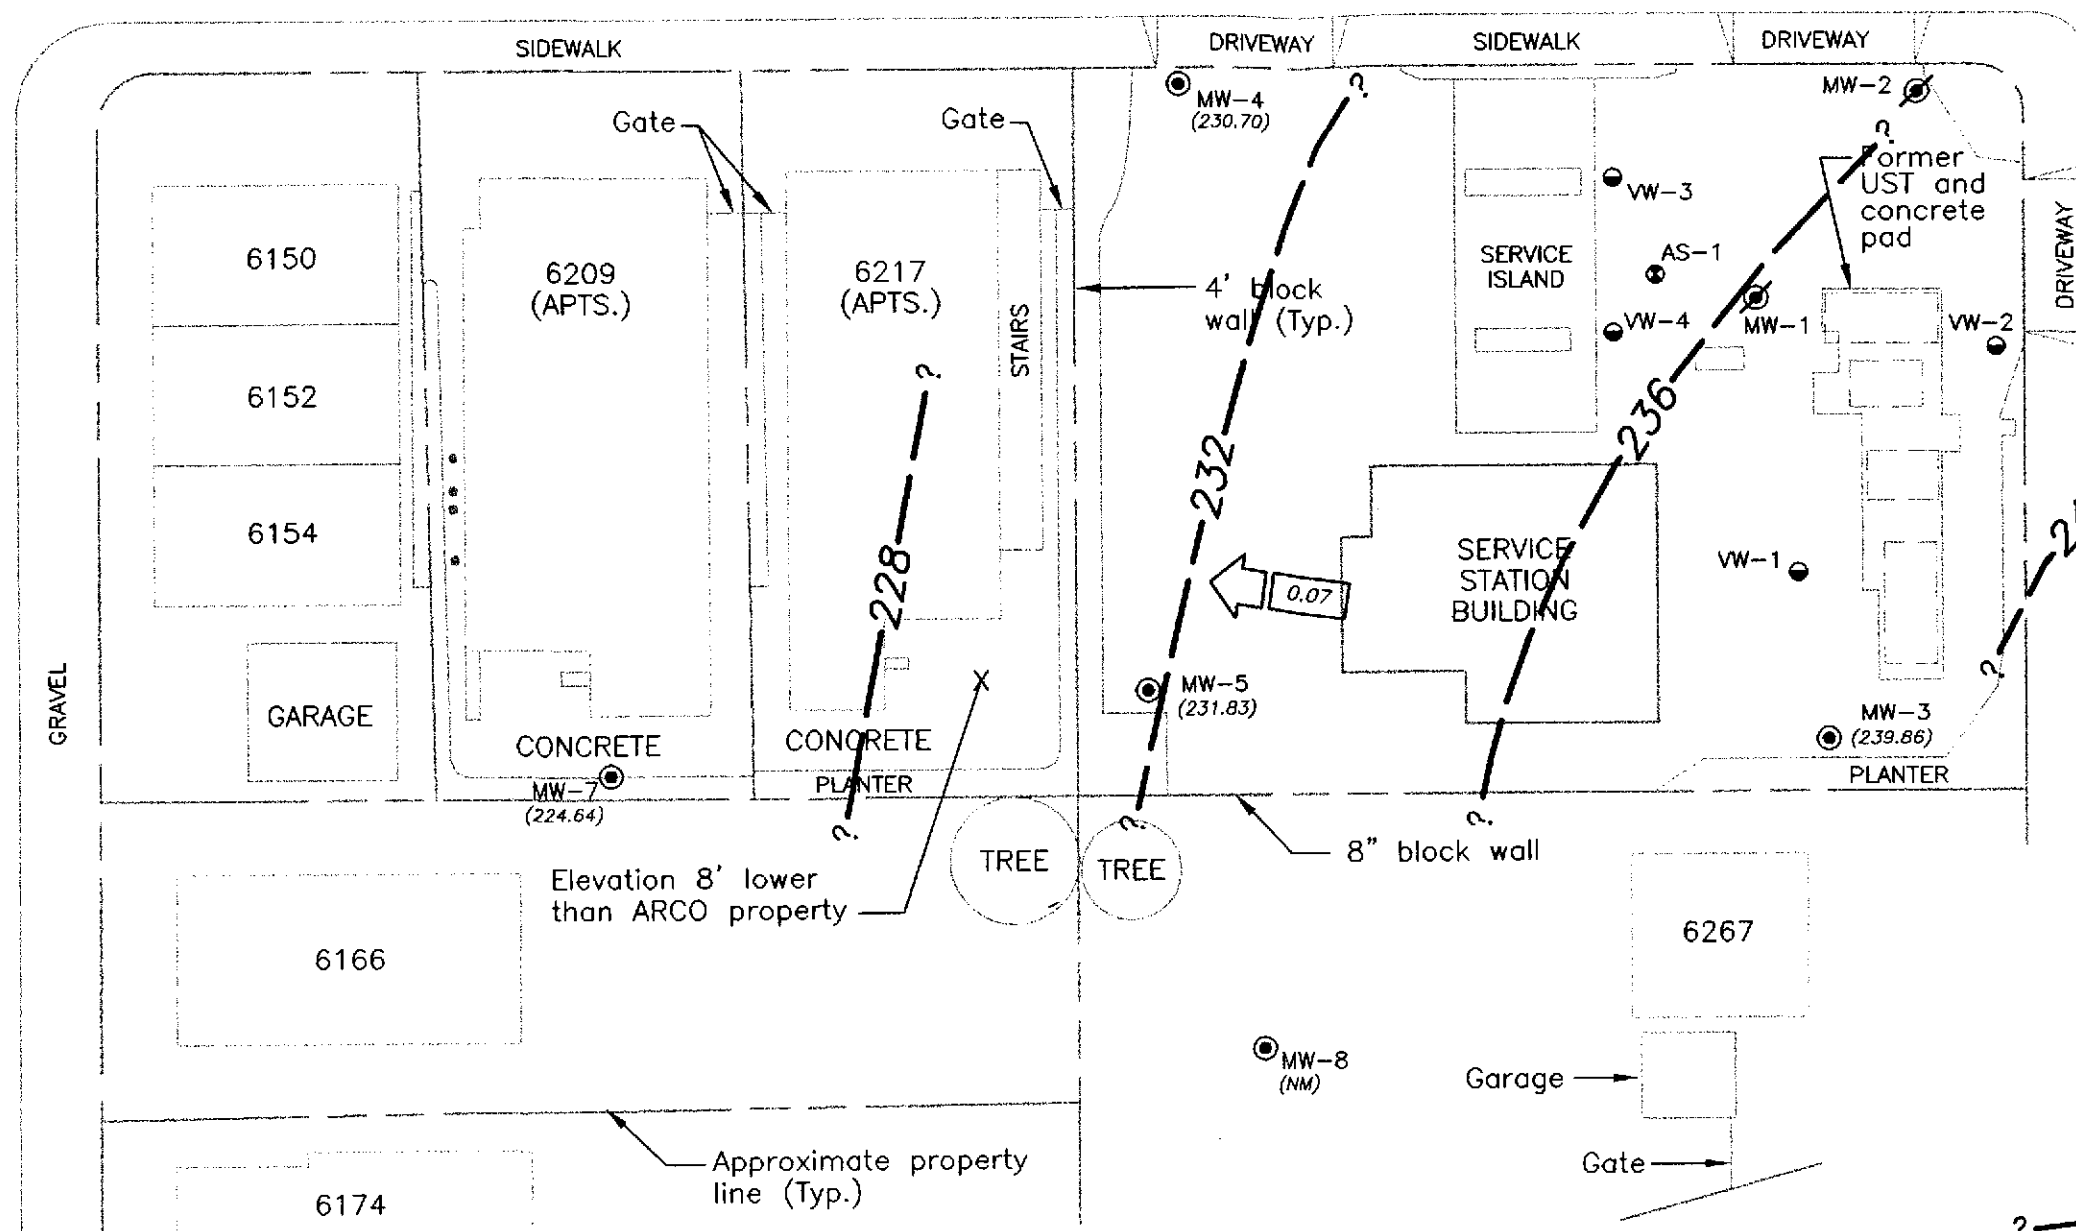 SIDEWALK
DRIVEWAY
SIDEWALK
DRIVEWAY
MW-4
(230.70)
?
MW-2
Gate
Gate
?
Former
UST and
concrete
pad
VW-3
DRIVEWAY
6150
6209
(APTS.)
6217
(APTS.)
SERVICE
ISLAND
AS-1
4' block
wall (Typ.)
MW-1
VW-4
VW-2
STAIRS
?
6152
236
232
6154
228
SERVICE
STATION
BUILDING
VW-1
0.07
GRAVEL
GARAGE
MW-5
(231.83)
?
MW-3
(239.86)
CONCRETE
CONCRETE
MW-7
(224.64)
PLANTER
PLANTER
?
?
?
TREE
TREE
8" block wall
Elevation 8' lower
than ARCO property
X
6166
6267
MW-8
(NM)
Garage
Approximate property
line (Typ.)
Gate
6174
?